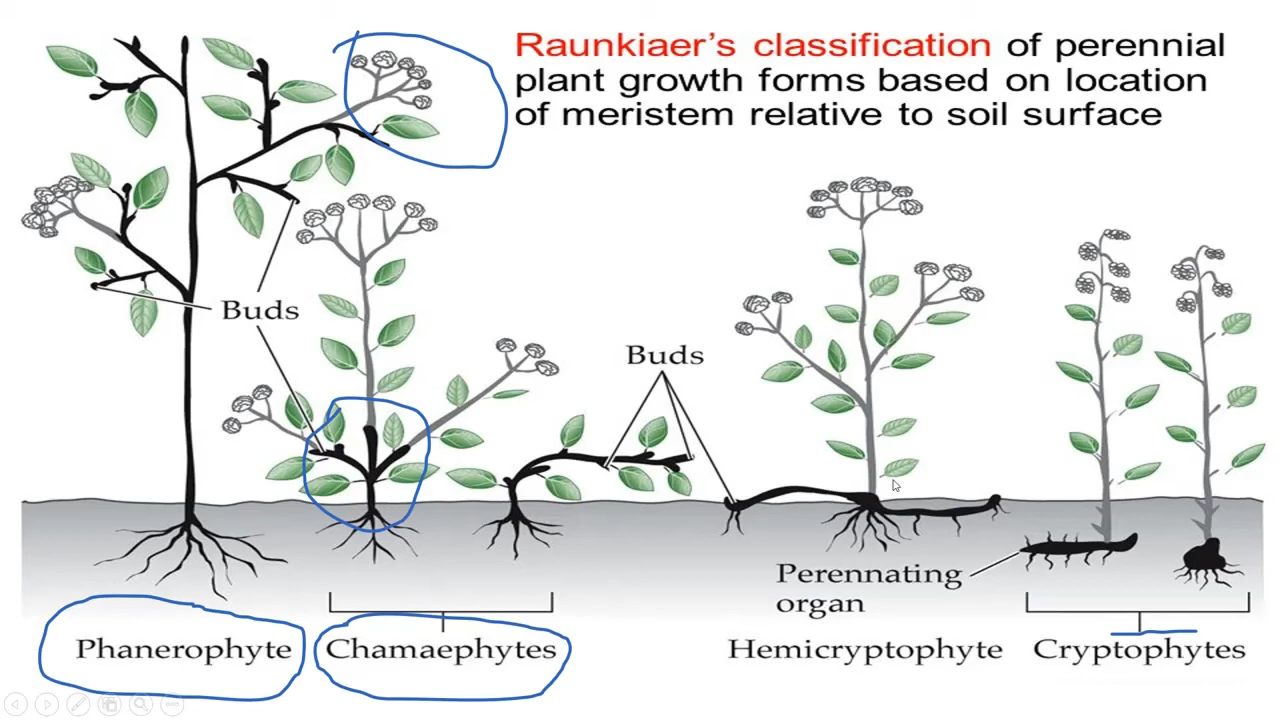 Raunkiaer's classification of perennial
plant growth forms based on location
of meristem relative to soil surface
Buds
Buds
Perennating
organ
Phanerophyte
Chamaephytes
Hemicryptophyte
Cryptophytes